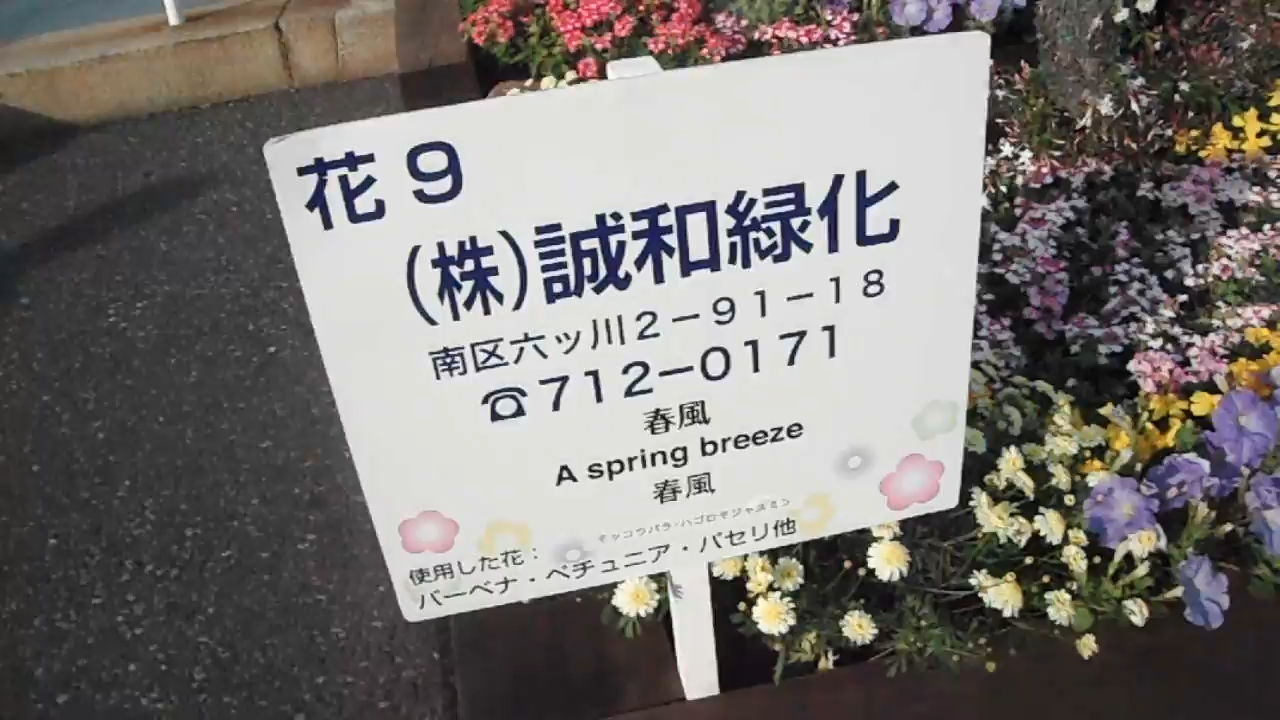 花９
(株)誠和緑化
南区六ッ川２－９１－１８
☎712－0171
春風
A spring breeze
春風
モッコウバラ・ハゴロモジャスミン
使用した花：
バーベナ・ペチュニア・パセリ他